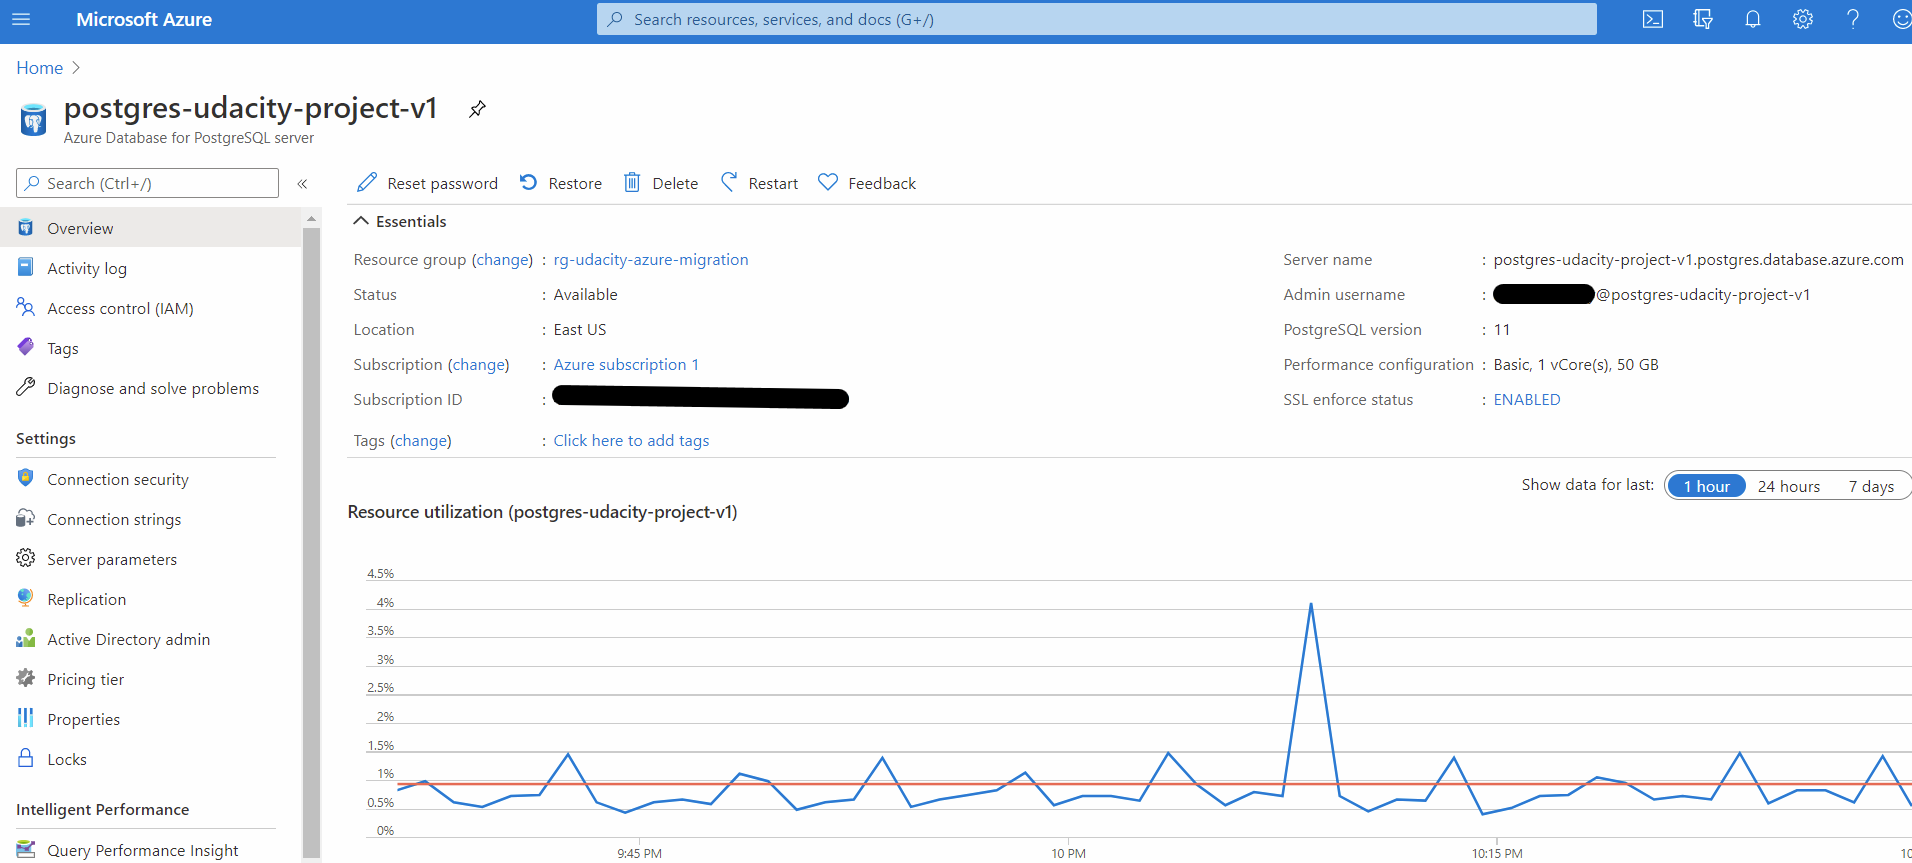 Microsoft Azure
Search resources, services, and docs (G+/)
Home
postgres-udacity-project-v1
Azure Database for PostgreSQL server
Search (Ctrl+/)
«
Overview
Activity log
Access control (IAM)
Tags
Diagnose and solve problems
Settings
Connection security
Connection strings
Server parameters
Replication
Active Directory admin
Pricing tier
Properties
Locks
Intelligent Performance
Query Performance Insight
Reset password
Restore
Delete
Restart
Feedback
Essentials
Resource group (change) : rg-udacity-azure-migration
Status : Available
Location : East US
Subscription (change) : Azure subscription 1
Subscription ID :
Tags (change) : Click here to add tags
Server name : postgres-udacity-project-v1.postgres.database.azure.com
Admin username : @postgres-udacity-project-v1
PostgreSQL version : 11
Performance configuration : Basic, 1 vCore(s), 50 GB
SSL enforce status : ENABLED
Show data for last: 1 hour 24 hours 7 days
Resource utilization (postgres-udacity-project-v1)
4.5%
4%
3.5%
3%
2.5%
2%
1.5%
1%
0.5%
0%
9:45 PM 10 PM 10:15 PM